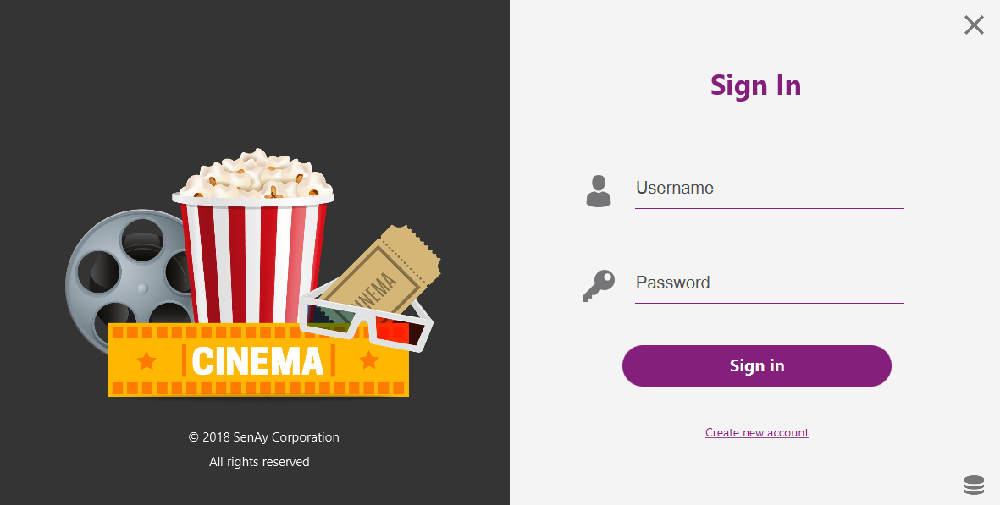 CINEMA
CINEMA
© 2018 SenAy Corporation
All rights reserved
Sign In
Username
Password
Sign in
Create new account